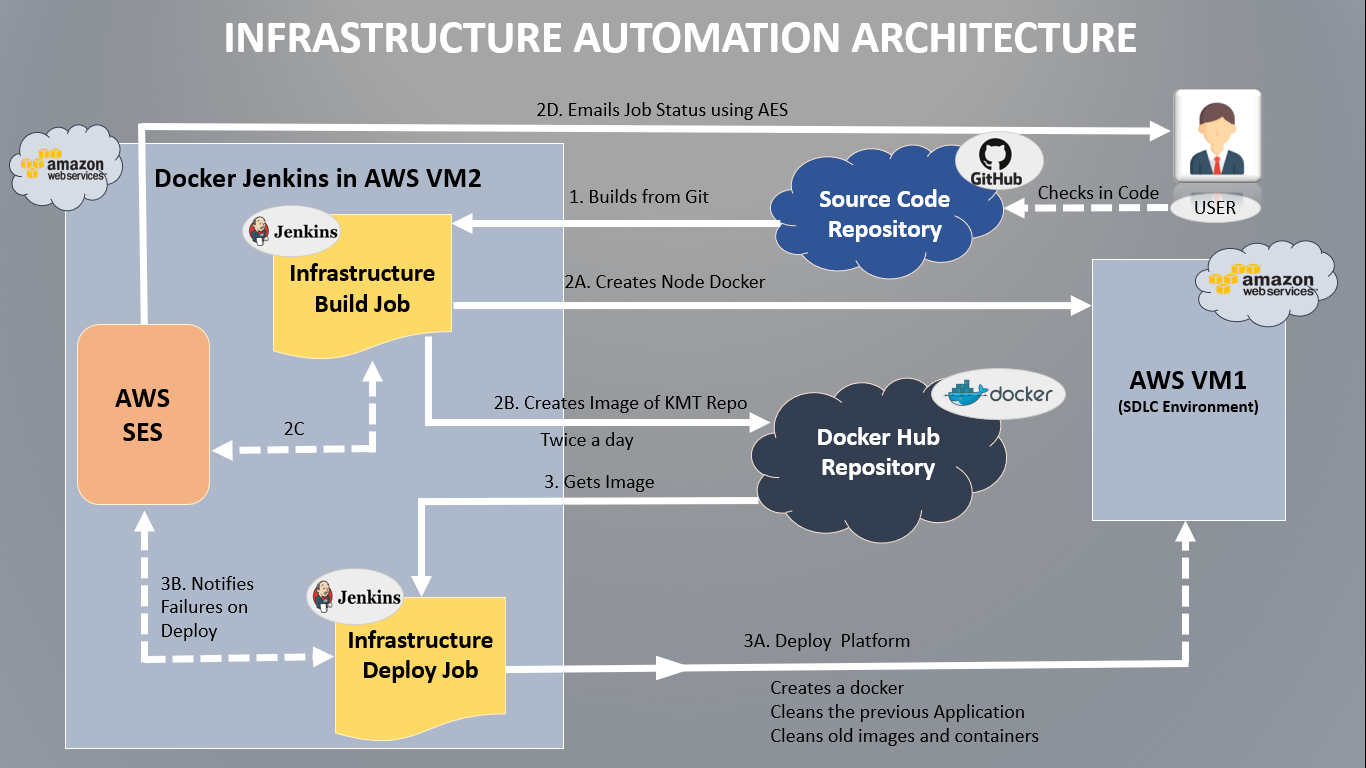 INFRASTRUCTURE AUTOMATION ARCHITECTURE
2D. Emails Job Status using AES
amazon
web services™
Docker Jenkins in AWS VM2
GitHub
Source Code
Repository
Checks in Code
USER
1. Builds from Git
Jenkins
Infrastructure
Build Job
2A. Creates Node Docker
amazon
web services™
AWS
SES
2C
2B. Creates Image of KMT Repo
Twice a day
docker
Docker Hub
Repository
AWS VM1
(SDLC Environment)
3. Gets Image
3B. Notifies
Failures on
Deploy
Jenkins
Infrastructure
Deploy Job
3A. Deploy  Platform
Creates a docker
Cleans the previous Application
Cleans old images and containers